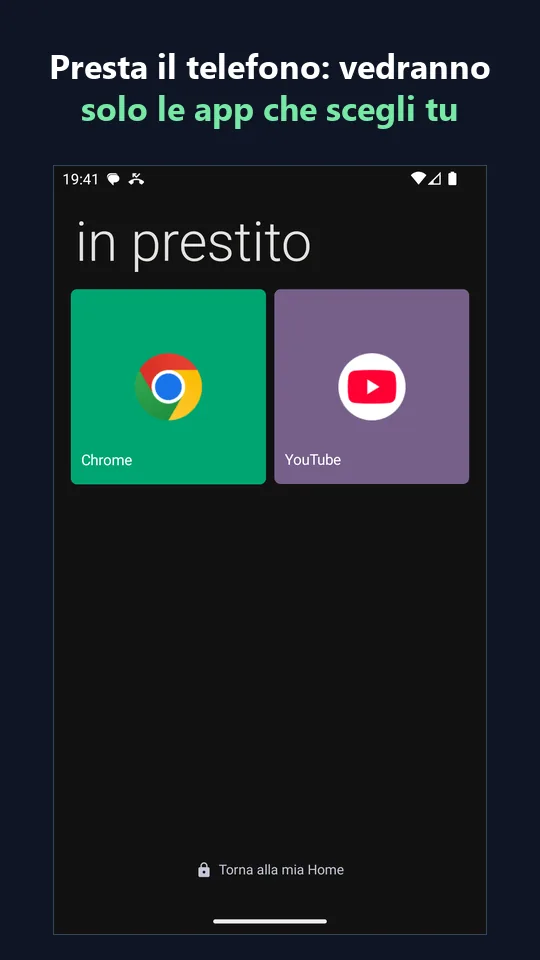 Presta il telefono: vedranno
solo le app che scegli tu
19:41
in prestito
Chrome
YouTube
Torna alla mia Home